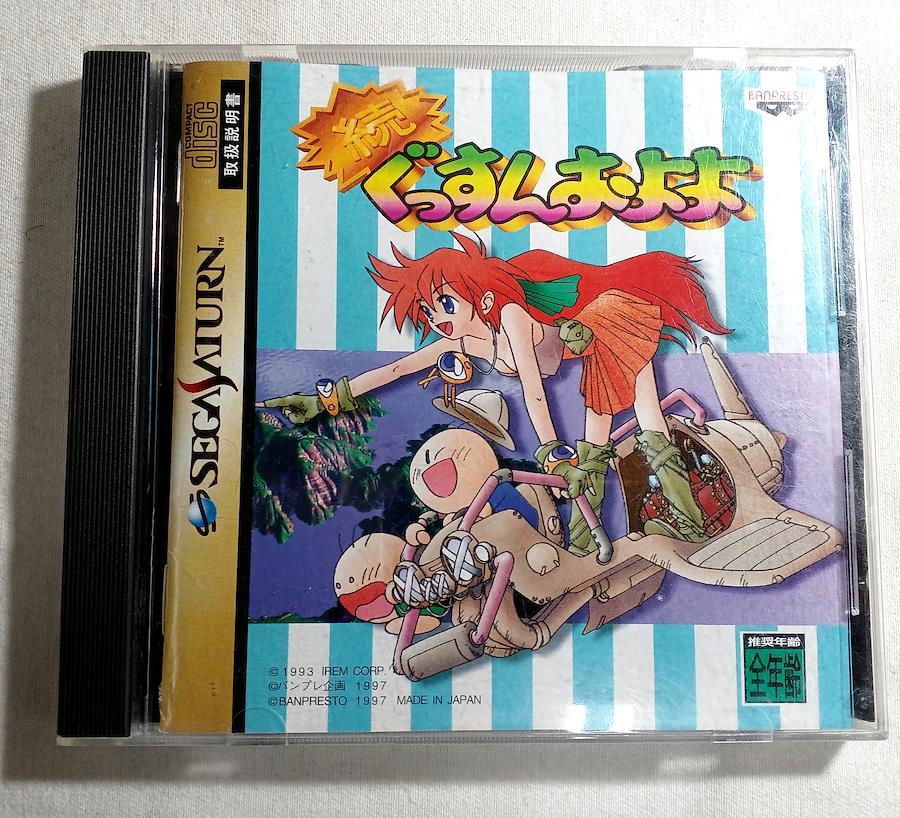 COMPACT
disc
取扱説明書
SEGA SATURN™
続
ぐっすんおよよ
BANPRESTO
© 1993 IREM CORP.
©バンプレ企画 1997
©BANPRESTO 1997 MADE IN JAPAN
推奨年齢
全年齢